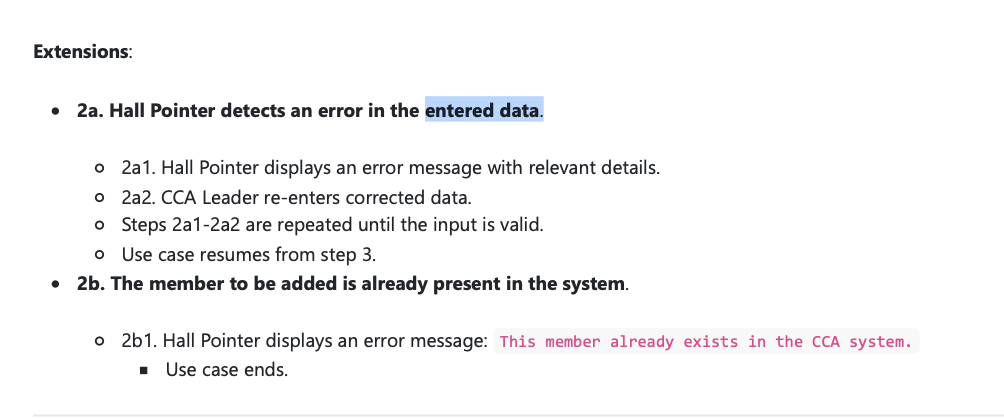 Extensions:
• 2a. Hall Pointer detects an error in the entered data.
○ 2a1. Hall Pointer displays an error message with relevant details.
○ 2a2. CCA Leader re-enters corrected data.
○ Steps 2a1-2a2 are repeated until the input is valid.
○ Use case resumes from step 3.
• 2b. The member to be added is already present in the system.
○ 2b1. Hall Pointer displays an error message: This member already exists in the CCA system.
▪ Use case ends.